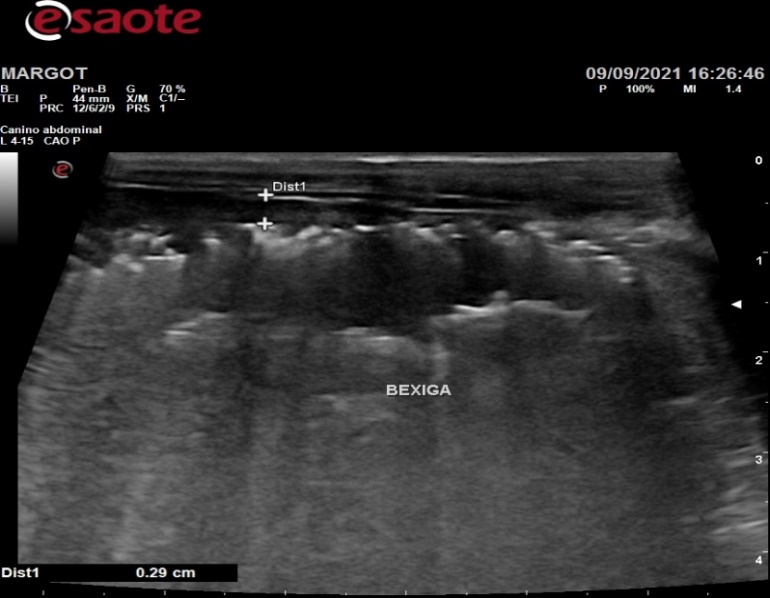 esaote
MARGOT
09/09/2021 16:26:46
B Pen-B G 70 % P 100% MI 1.4
TEI P 44 mm X/M C1/--
PRC 12/6/2/9 PRS 1
Canino abdominal
L 4-15 CAO P
0
Dist1
1
2
BEXIGA
3
4
Dist1 0.29 cm